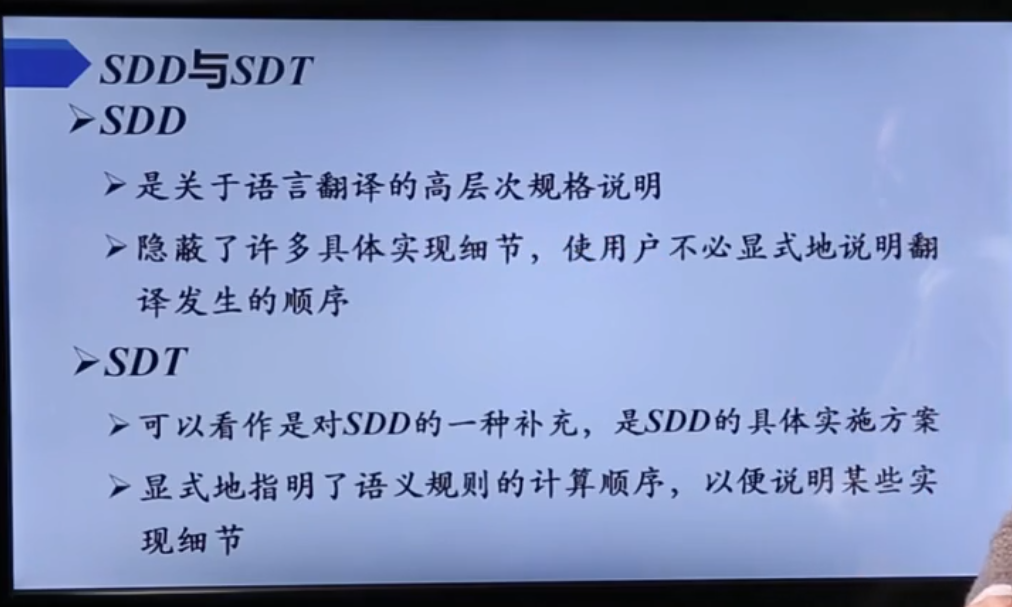 SDD与SDT
➢SDD
➢是关于语言翻译的高层次规格说明
➢隐蔽了许多具体实现细节，使用户不必显式地说明翻
译发生的顺序
➢SDT
➢可以看作是对SDD的一种补充，是SDD的具体实施方案
➢显式地指明了语义规则的计算顺序，以便说明某些实
现细节